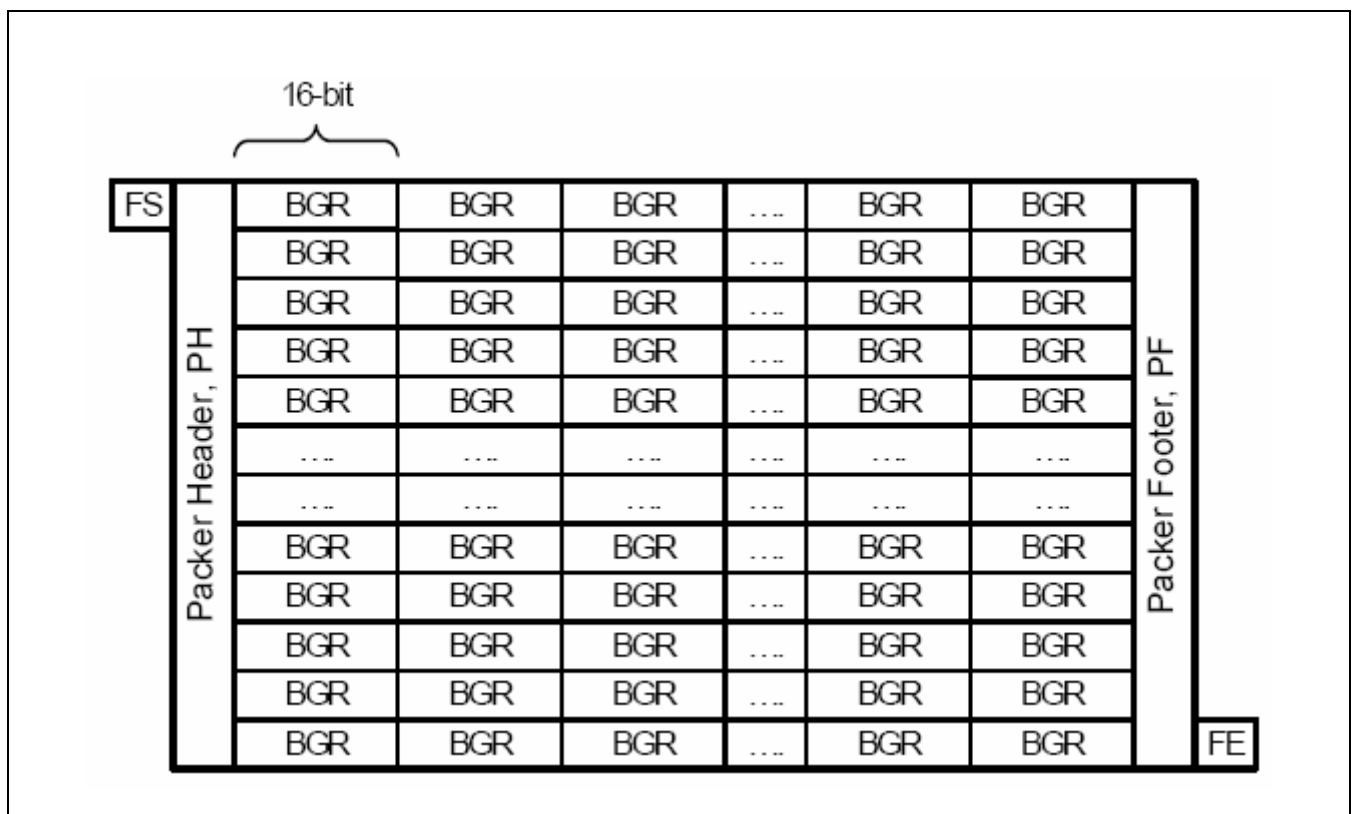 16-bit
FS BGR BGR BGR .... BGR BGR
BGR BGR BGR .... BGR BGR
BGR BGR BGR .... BGR BGR
BGR BGR BGR .... BGR BGR
BGR BGR BGR .... BGR BGR
.... .... .... .... .... ....
.... .... .... .... .... ....
BGR BGR BGR .... BGR BGR
BGR BGR BGR .... BGR BGR
BGR BGR BGR .... BGR BGR
BGR BGR BGR .... BGR BGR
BGR BGR BGR .... BGR BGR FE
Packer Header, PH
Packer Footer, PF